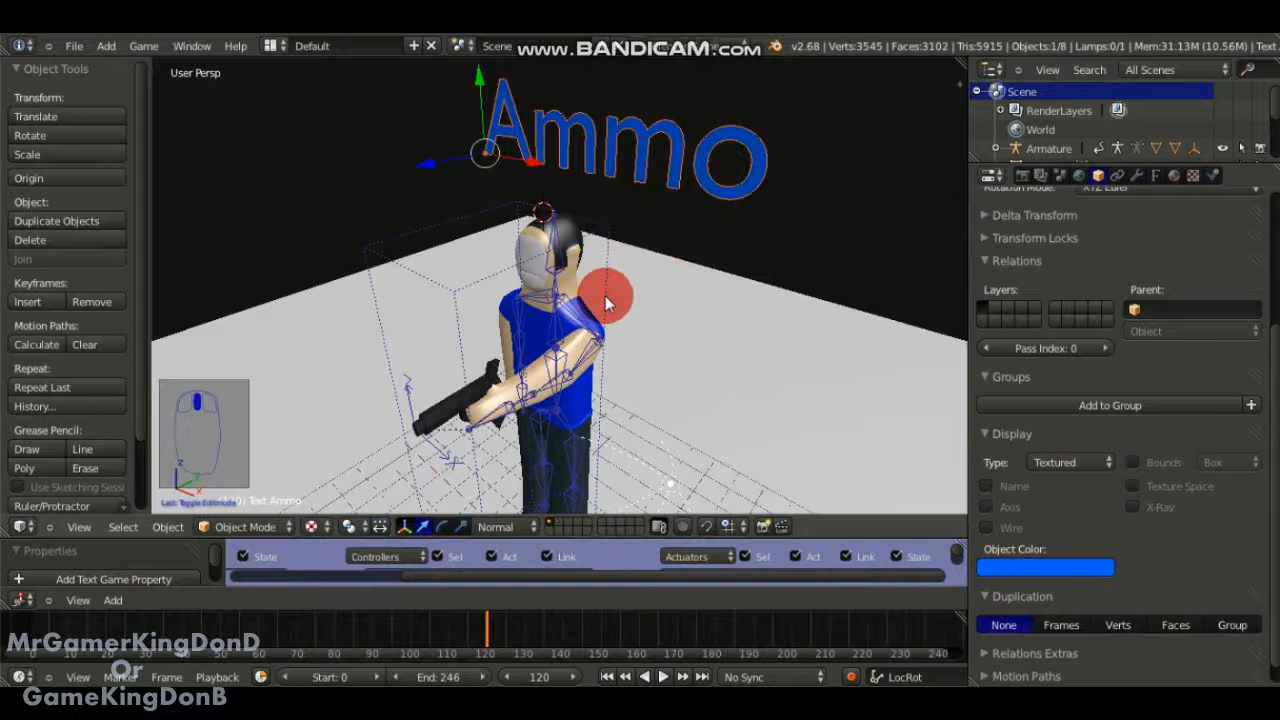 File Add Game Window Help Default Scene www.BANDICAM.com v2.68 | Verts:3545 | Faces:3102 | Tris:5915 | Objects:1/8 | Lamps:0/1 | Mem:31.13M (10.56M) | Text
Object Tools
User Persp
View Search All Scenes
Transform:
Translate
Rotate
Scale
Origin
Object:
Duplicate Objects
Delete
Join
Keyframes:
Insert Remove
Motion Paths:
Calculate Clear
Repeat:
Repeat Last
History...
Grease Pencil:
Draw Line
Poly Erase
Use Sketching Sessi
Ruler/Protractor
Ammo
Last: Toggle Editmode
Text Ammo
Scene
RenderLayers
World
Armature
Rotation Mode: XYZ Euler
Delta Transform
Transform Locks
Relations
Layers: Parent:
Object
Pass Index: 0
Groups
Add to Group
Display
Type: Textured Bounds Box
Name Texture Space
Axis X-Ray
Wire
Object Color:
Duplication
None Frames Verts Faces Group
Relations Extras
Motion Paths
View Select Object Object Mode Normal
Properties
State Controllers Sel Act Link Actuators Sel Act Link State
Add Text Game Property
View Add
MrGamerKingDonD
Or
GameKingDonB
60 70 80 90 100 110 120 130 140 150 160 170 180 190 200 210 220 230 240
View Marker Frame Playback Start: 0 End: 246 120 No Sync LocRot